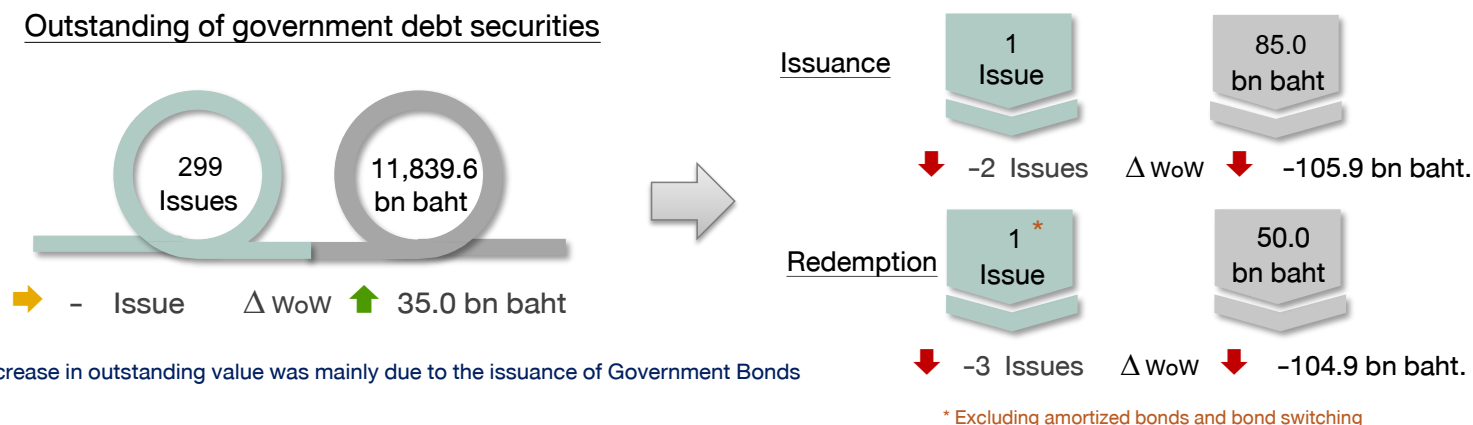 Outstanding of government debt securities
299
Issues
11,839.6
bn baht
- Issue Δ WoW 35.0 bn baht
crease in outstanding value was mainly due to the issuance of Government Bonds
Issuance
1
Issue
85.0
bn baht
-2 Issues Δ WoW -105.9 bn baht.
Redemption
1 *
Issue
50.0
bn baht
-3 Issues Δ WoW -104.9 bn baht.
* Excluding amortized bonds and bond switching